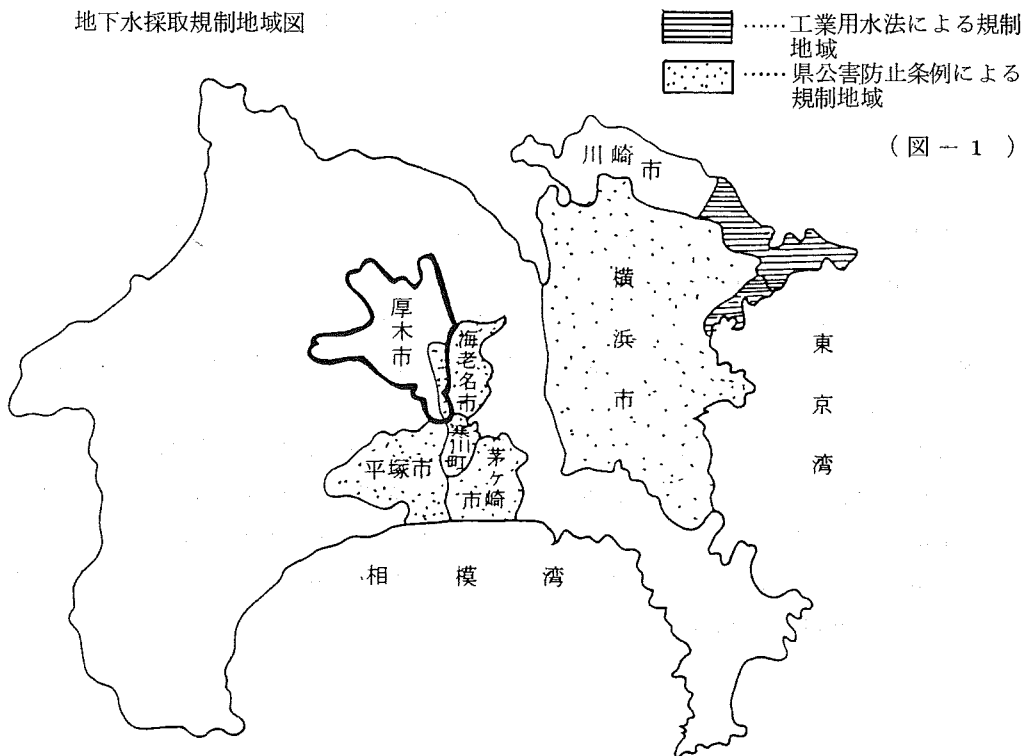 地下水採取規制地域図
……工業用水法による規制
地域
……県公害防止条例による
規制地域
(図－1)
川崎市
横浜市
厚木市
海老名市
寒川町
平塚市
茅ヶ崎市
東京湾
相模湾